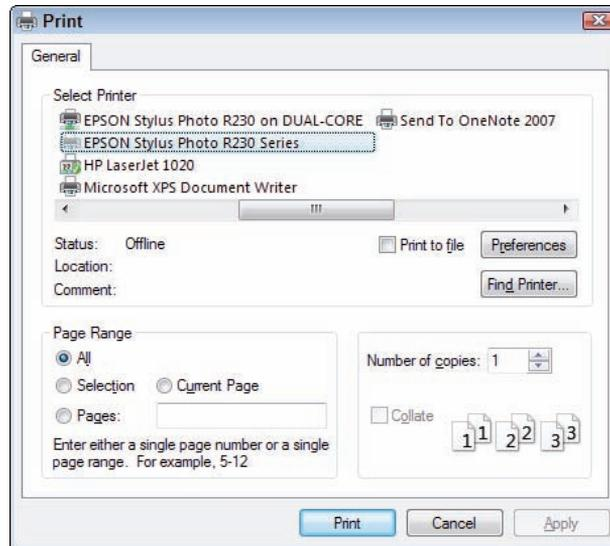 Print
General
Select Printer
EPSON Stylus Photo R230 on DUAL-CORE
Send To OneNote 2007
EPSON Stylus Photo R230 Series
HP LaserJet 1020
Microsoft XPS Document Writer
Status: Offline
Print to file
Preferences
Location:
Comment:
Find Printer...
Page Range
All
Selection
Current Page
Pages:
Enter either a single page number or a single
page range. For example, 5-12
Number of copies: 1
Collate
1 1 2 2 3 3
Print
Cancel
Apply